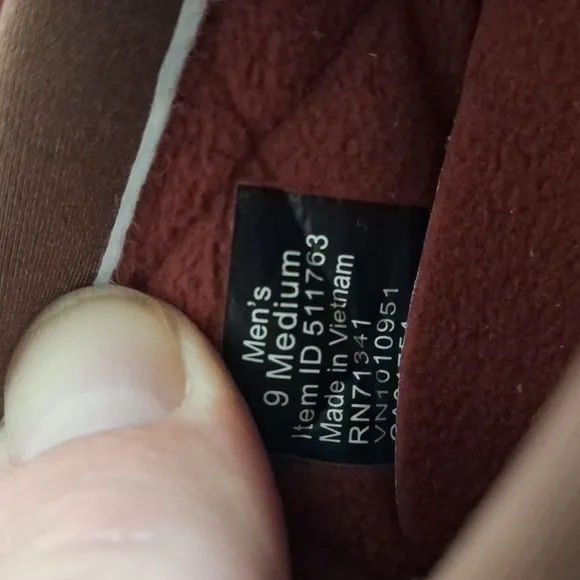 Men's
9 Medium
Item ID 511763
Made in Vietnam
RN71341
VN1010951